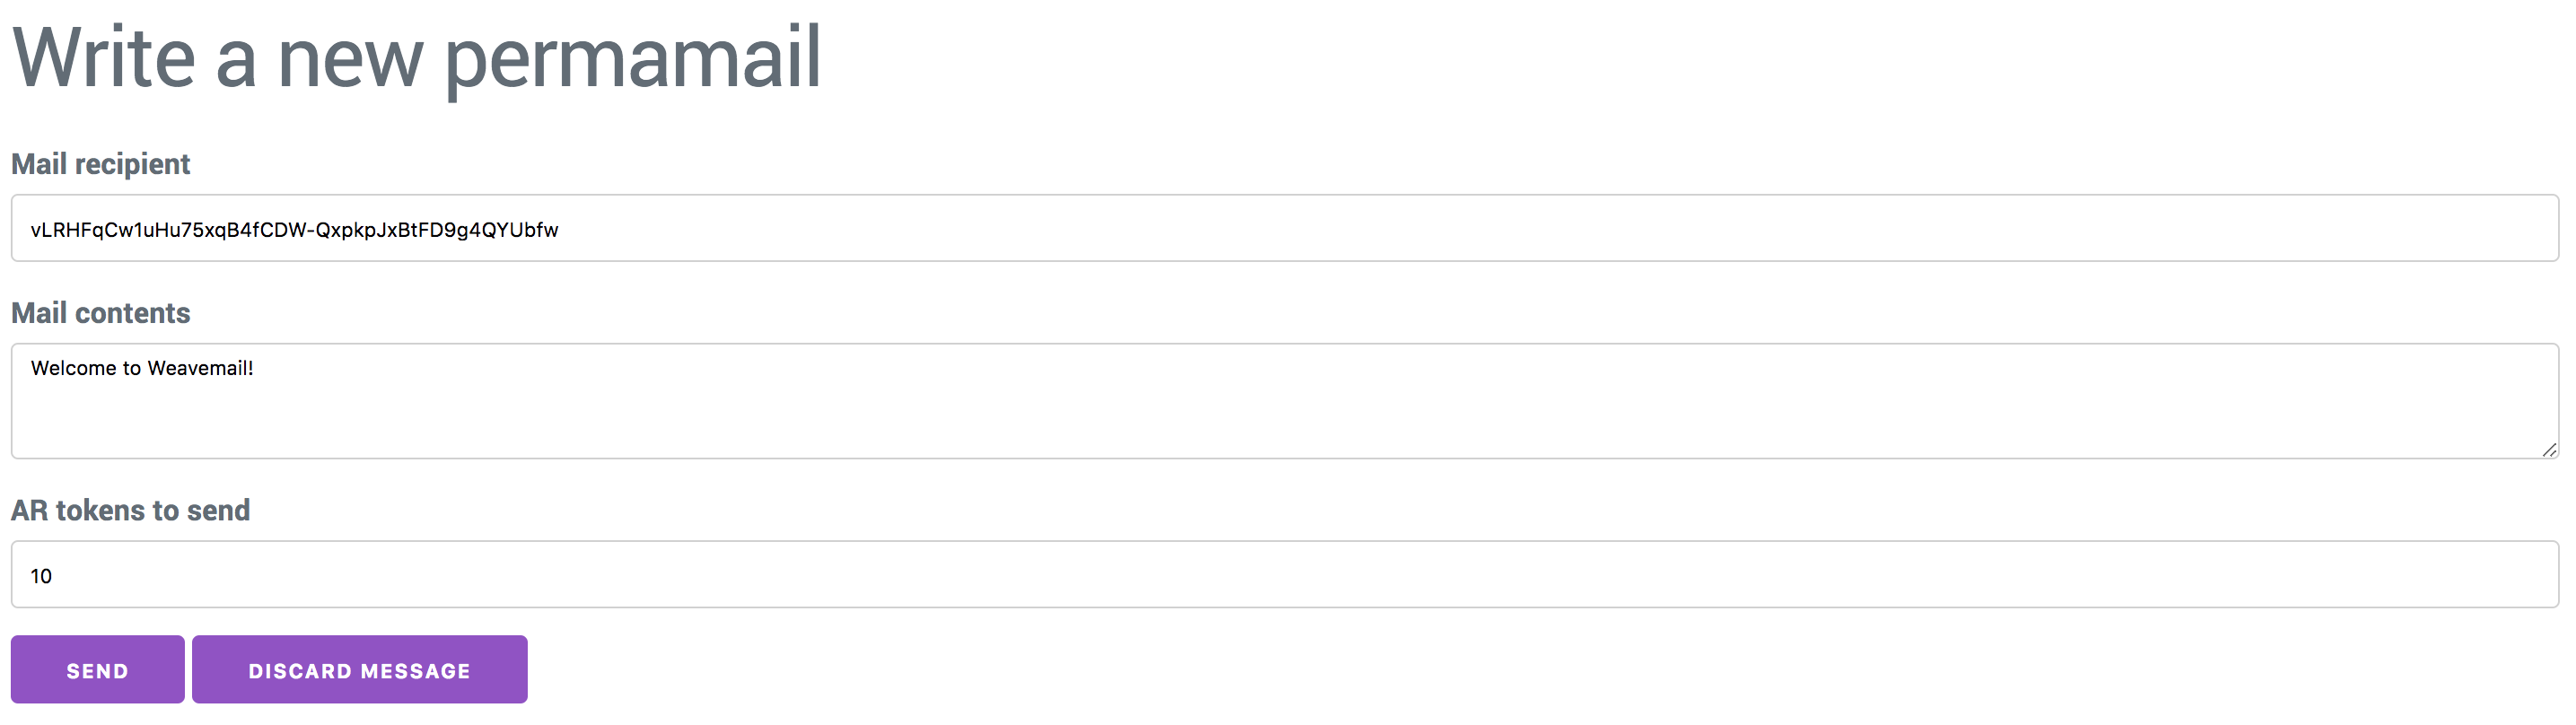 Write a new permamail
Mail recipient
vLRHFqCw1uHu75xqB4fCDW-QxpkpJxBtFD9g4QYUbfw
Mail contents
Welcome to Weavemail!
AR tokens to send
10
SEND DISCARD MESSAGE